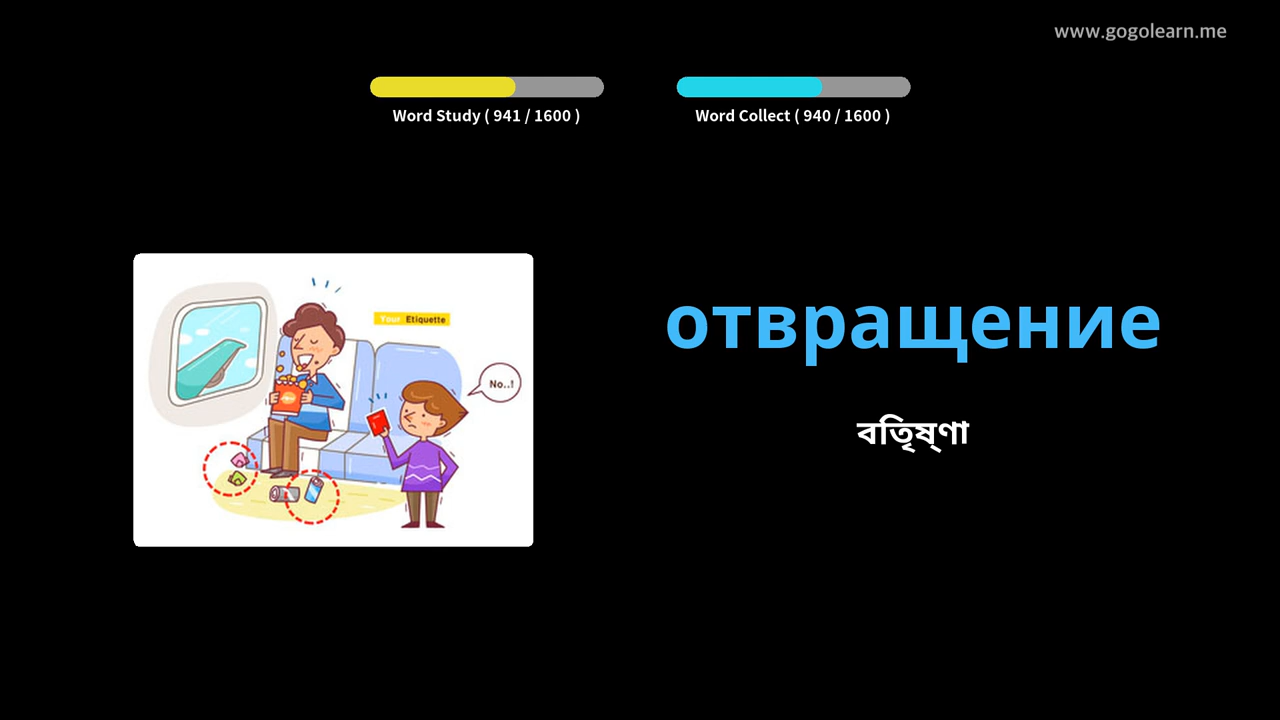 www.gogolearn.me
Word Study ( 941 / 1600 )
Word Collect ( 940 / 1600 )
Your Etiquette
No..!
отвращение
বিতৃষ্ণা